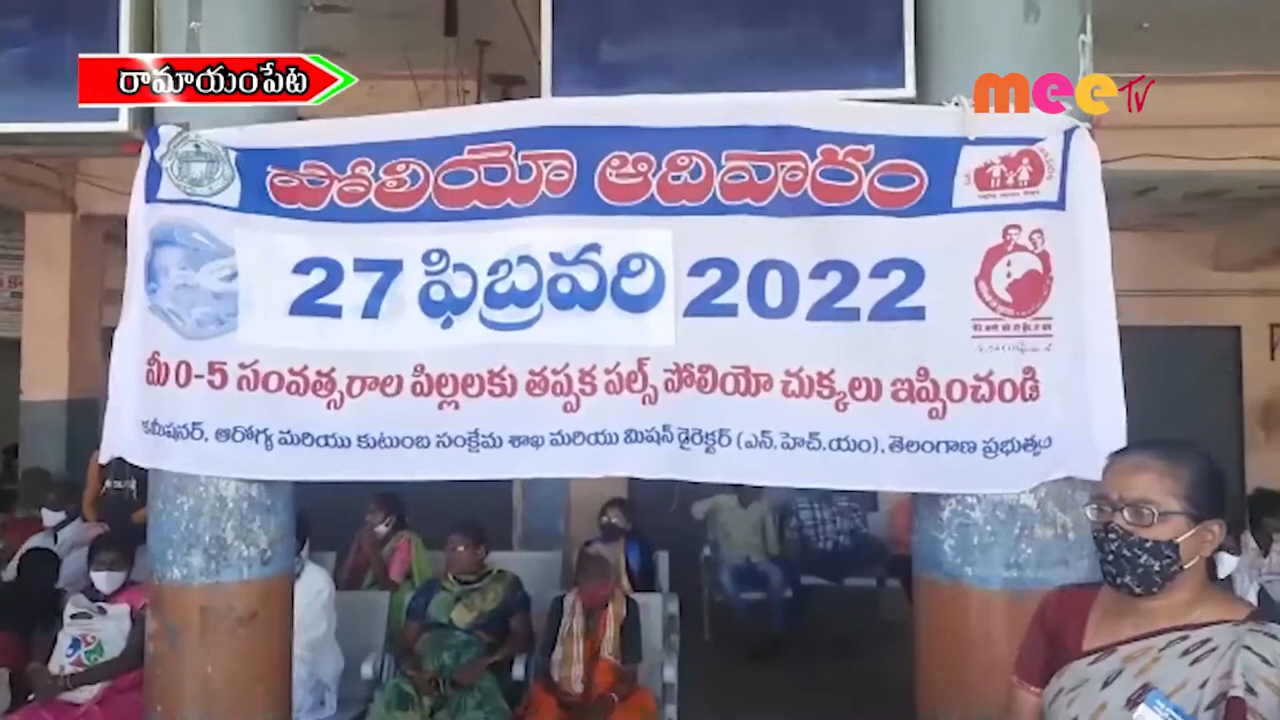 రామాయంపేట
mee TV
పోలియో ఆదివారం
27 ఫిబ్రవరి 2022
మీ 0-5 సంవత్సరాల పిల్లలకు తప్పక పల్స్ పోలియో చుక్కలు ఇప్పించండి
కమీషనర్, ఆరోగ్య మరియు కుటుంబ సంక్షేమ శాఖ మరియు మిషన్ డైరెక్టర్ (ఎన్.హెచ్.యం), తెలంగాణ ప్రభుత్వం